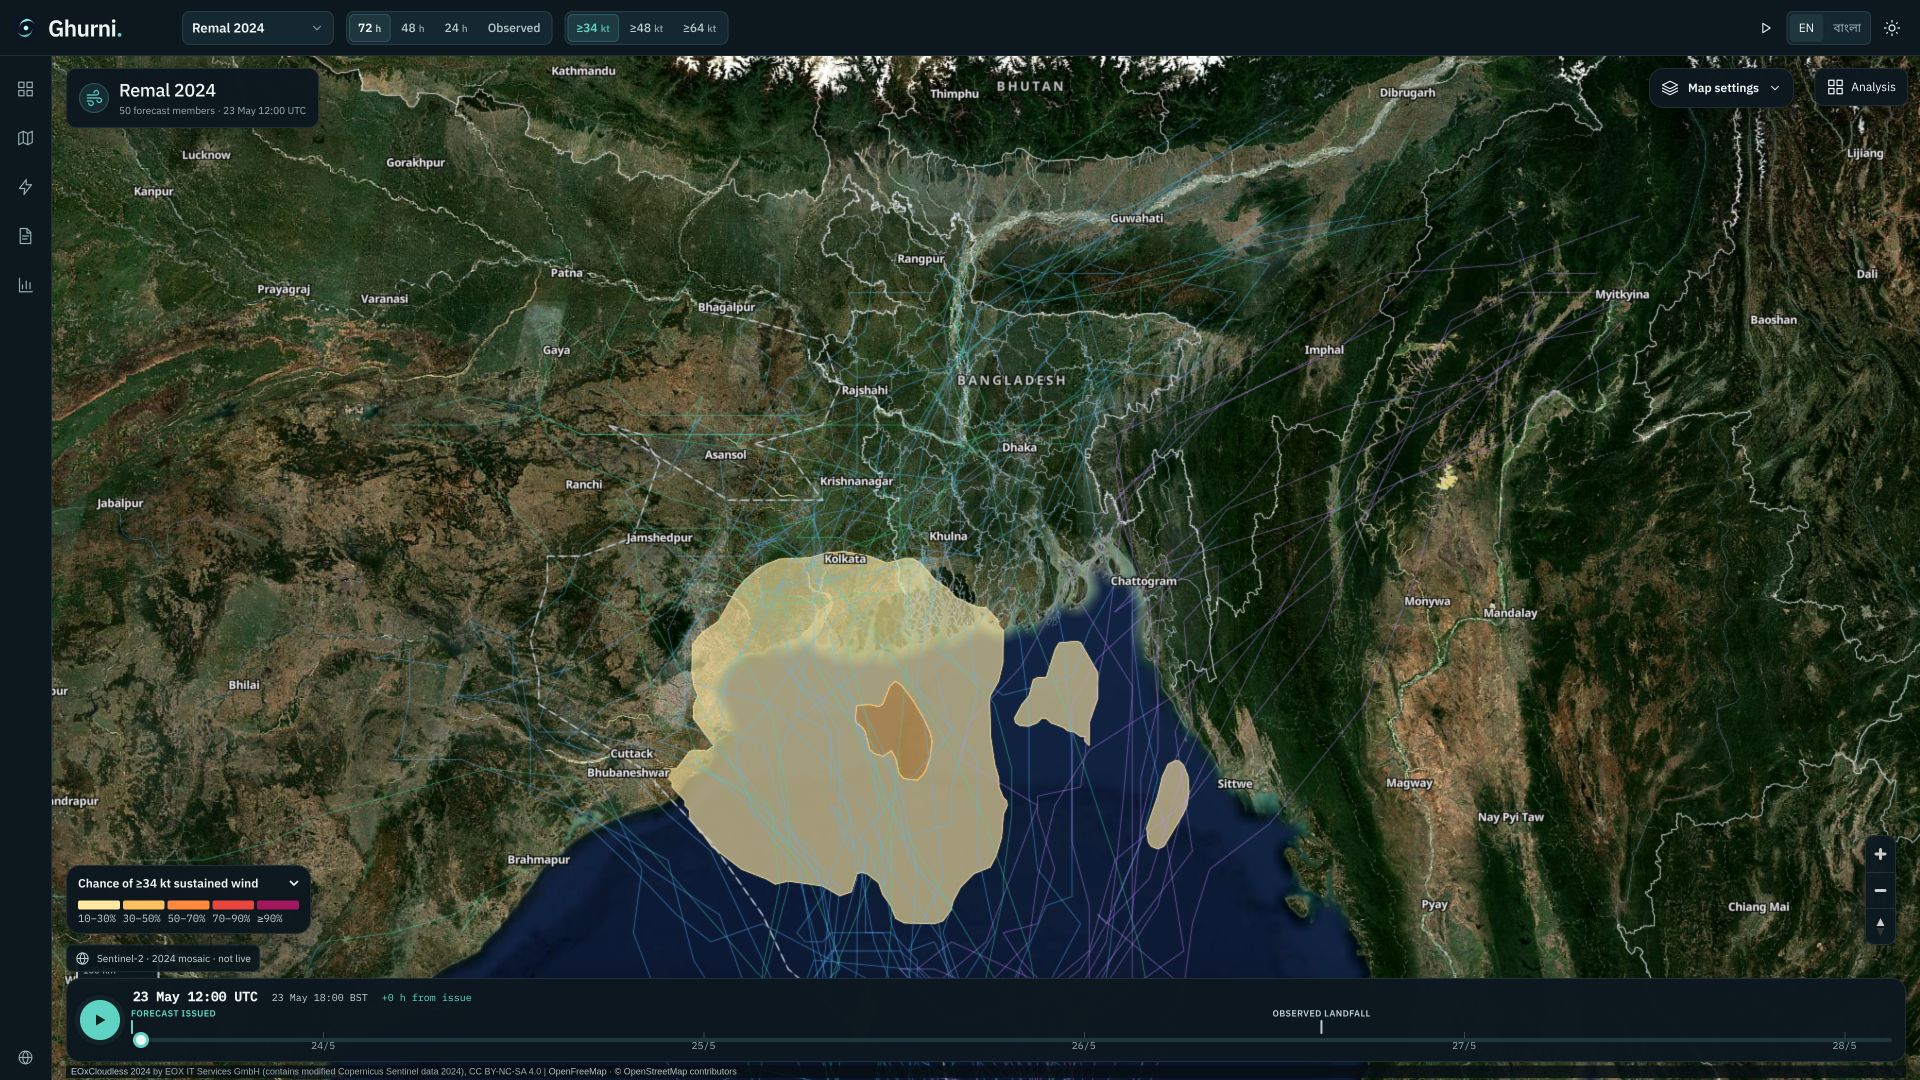 Ghurni.
Remal 2024
72 h 48 h 24 h Observed
≥34 kt ≥48 kt ≥64 kt
EN বাংলা
Remal 2024
50 forecast members · 23 May 12:00 UTC
Map settings
Analysis
Kathmandu
Thimphu
BHUTAN
Dibrugarh
Lucknow
Gorakhpur
Lijiang
Kanpur
Guwahati
Rangpur
Patna
Dali
Prayagraj
Varanasi
Bhagalpur
Myitkyina
Baoshan
Gaya
Imphal
BANGLADESH
Rajshahi
Dhaka
Asansol
Krishnanagar
Ranchi
Jabalpur
Jamshedpur
Khulna
Kolkata
Chattogram
Monywa
Mandalay
Bhilai
Cuttack
Bhubaneshwar
Sittwe
Magway
Nay Pyi Taw
Brahmapur
Pyay
Chiang Mai
Chance of ≥34 kt sustained wind
10–30% 30–50% 50–70% 70–90% ≥90%
Sentinel-2 · 2024 mosaic · not live
23 May 12:00 UTC 23 May 18:00 BST +0 h from issue
FORECAST ISSUED
OBSERVED LANDFALL
24/5 25/5 26/5 27/5 28/5
EOxCloudless 2024 by EOX IT Services GmbH (contains modified Copernicus Sentinel data 2024), CC BY-NC-SA 4.0 | OpenFreeMap · © OpenStreetMap contributors